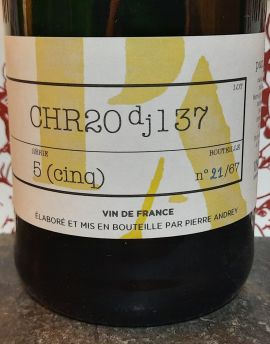 LOT
CHR20 dj137
SÉRIE
BOUTEILLE
5 (cinq)
n° 21/67
VIN DE FRANCE
ÉLABORÉ ET MIS EN BOUTEILLE PAR PIERRE ANDREY